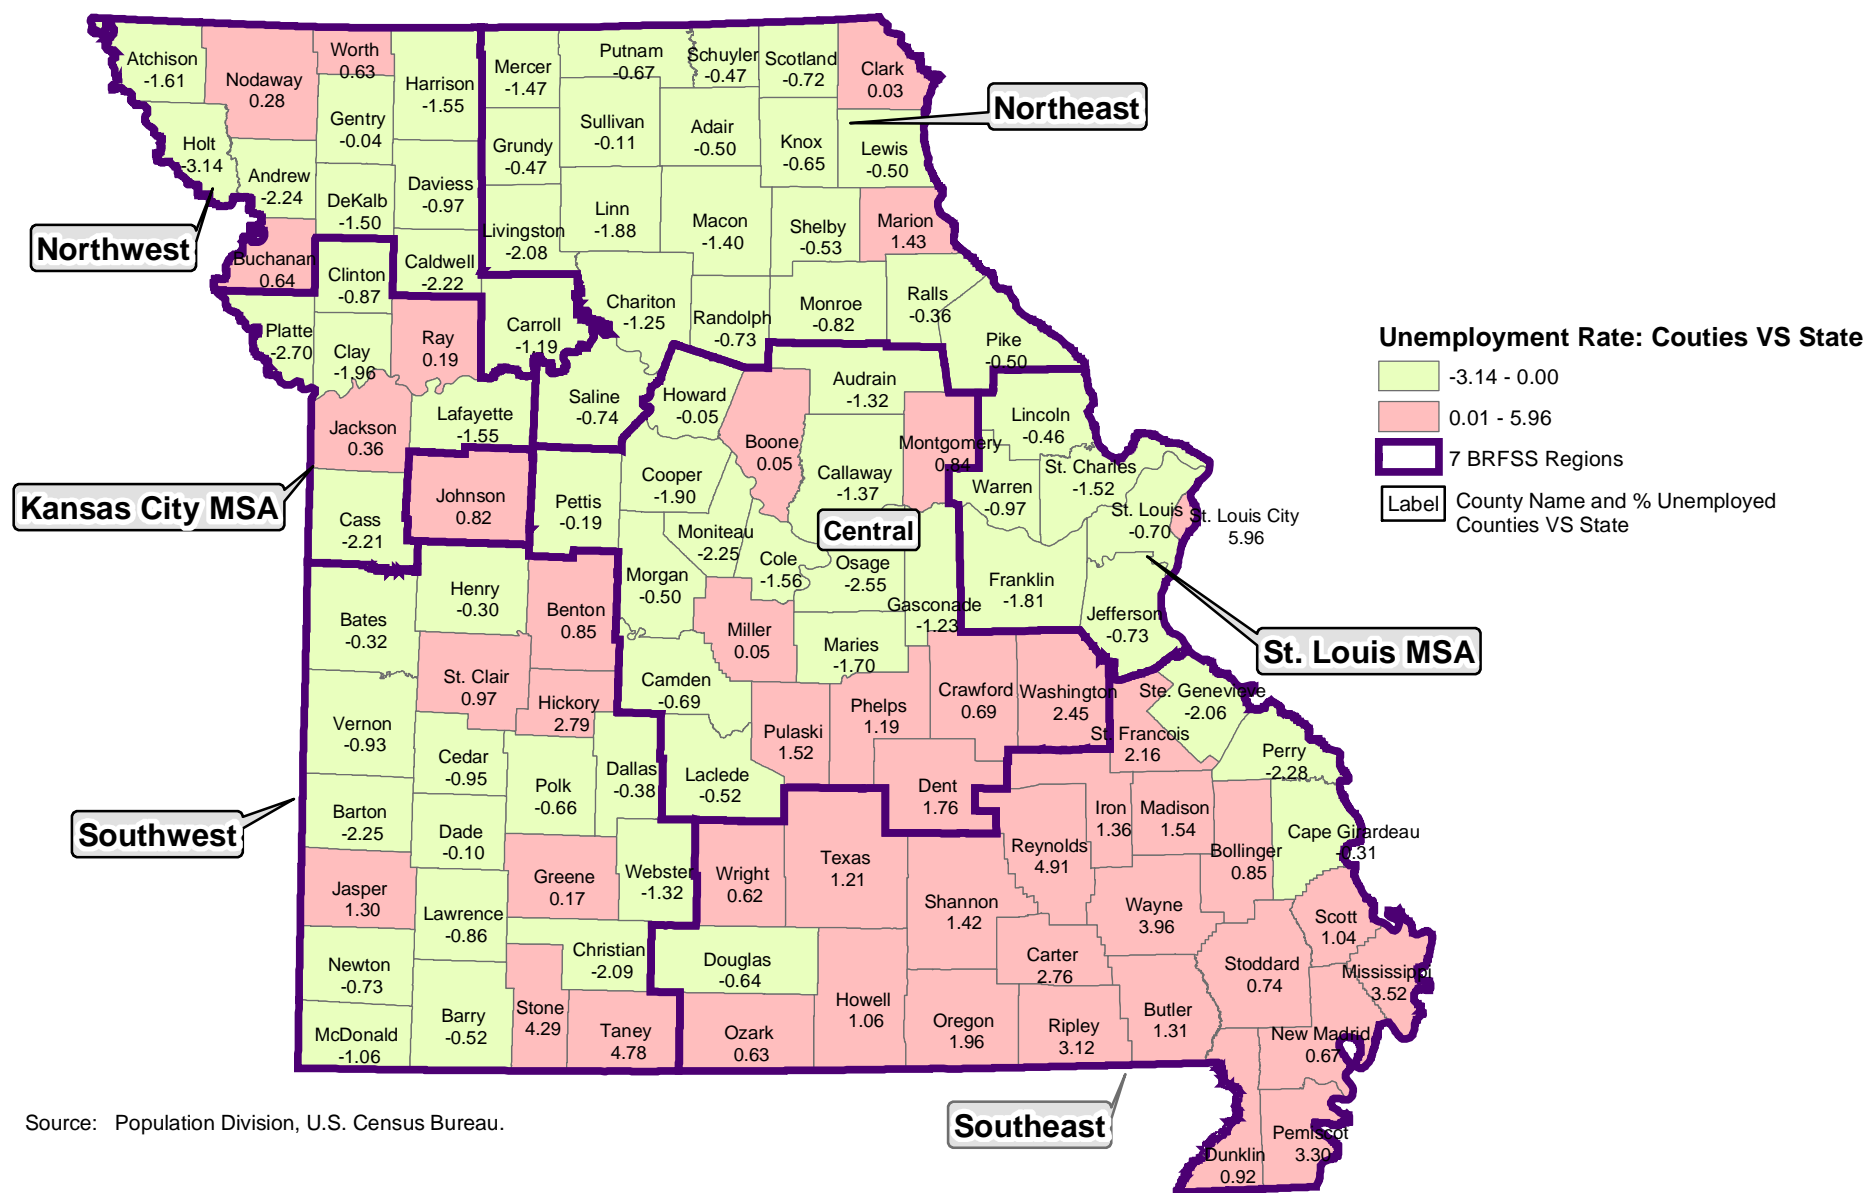 Atchison
-1.61
Nodaway
0.28
Worth
0.63
Harrison
-1.55
Mercer
-1.47
Putnam
-0.67
Schuyler
-0.47
Scotland
-0.72
Clark
0.03
Northeast
Holt
-3.14
Gentry
-0.04
Grundy
-0.47
Sullivan
-0.11
Adair
-0.50
Knox
-0.65
Lewis
-0.50
Andrew
-2.24
DeKalb
-1.50
Daviess
-0.97
Livingston
-2.08
Linn
-1.88
Macon
-1.40
Shelby
-0.53
Marion
1.43
Northwest
Buchanan
0.64
Clinton
-0.87
Caldwell
-2.22
Carroll
-1.19
Chariton
-1.25
Randolph
-0.73
Monroe
-0.82
Ralls
-0.36
Pike
-0.50
Platte
-2.70
Clay
-1.96
Ray
0.19
Unemployment Rate: Couties VS State
-3.14 - 0.00
0.01 - 5.96
7 BRFSS Regions
Label
County Name and % Unemployed
Counties VS State
Jackson
0.36
Lafayette
-1.55
Saline
-0.74
Howard
-0.05
Boone
0.05
Audrain
-1.32
Montgomery
0.84
Lincoln
-0.46
Kansas City MSA
Cass
-2.21
Johnson
0.82
Pettis
-0.19
Cooper
-1.90
Callaway
-1.37
Warren
-0.97
St. Charles
-1.52
St. Louis
-0.70
St. Louis City
5.96
Central
Moniteau
-2.25
Cole
-1.56
Osage
-2.55
Gasconade
-1.23
Franklin
-1.81
Jefferson
-0.73
St. Louis MSA
Bates
-0.32
Henry
-0.30
Benton
0.85
Morgan
-0.50
Miller
0.05
Maries
-1.70
St. Clair
0.97
Hickory
2.79
Camden
-0.69
Pulaski
1.52
Phelps
1.19
Crawford
0.69
Washington
2.45
Ste. Genevieve
-2.06
St. Francois
2.16
Perry
-2.28
Vernon
-0.93
Cedar
-0.95
Polk
-0.66
Dallas
-0.38
Laclede
-0.52
Dent
1.76
Iron
1.36
Madison
1.54
Reynolds
4.91
Bollinger
0.85
Cape Girardeau
-0.31
Southwest
Barton
-2.25
Dade
-0.10
Jasper
1.30
Greene
0.17
Webster
-1.32
Wright
0.62
Texas
1.21
Shannon
1.42
Wayne
3.96
Scott
1.04
Lawrence
-0.86
Christian
-2.09
Douglas
-0.64
Carter
2.76
Stoddard
0.74
Mississippi
3.52
Newton
-0.73
McDonald
-1.06
Barry
-0.52
Stone
4.29
Taney
4.78
Ozark
0.63
Howell
1.06
Oregon
1.96
Ripley
3.12
Butler
1.31
New Madrid
0.67
Southeast
Dunklin
0.92
Pemiscot
3.30
Source: Population Division, U.S. Census Bureau.